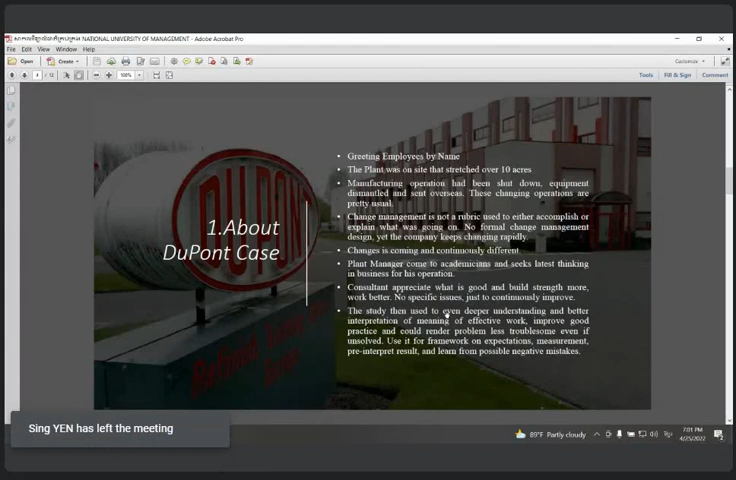 NATIONAL UNIVERSITY OF MANAGEMENT - Adobe Acrobat Pro
File Edit View Window Help
Open Create 100% Customize
4 / 12 Tools Fill & Sign Comment
DUPONT
1.About
DuPont Case
• Greeting Employees by Name
• The Plant was on site that stretched over 10 acres
• Manufacturing operation had been shut down, equipment
dismantled and sent overseas. These changing operations are
pretty usual.
• Change management is not a rubric used to either accomplish or
explain what was going on. No formal change management
design, yet the company keeps changing rapidly.
• Changes is coming and continuously different.
• Plant Manager come to academicians and seeks latest thinking
in business for his operation.
• Consultant appreciate what is good and build strength more,
work better. No specific issues, just to continuously improve.
• The study then used to even deeper understanding and better
interpretation of meaning of effective work, improve good
practice and could render problem less troublesome even if
unsolved. Use it for framework on expectations, measurement,
pre-interpret result, and learn from possible negative mistakes.
Sing YEN has left the meeting
89°F Partly cloudy
7:01 PM
4/25/2022